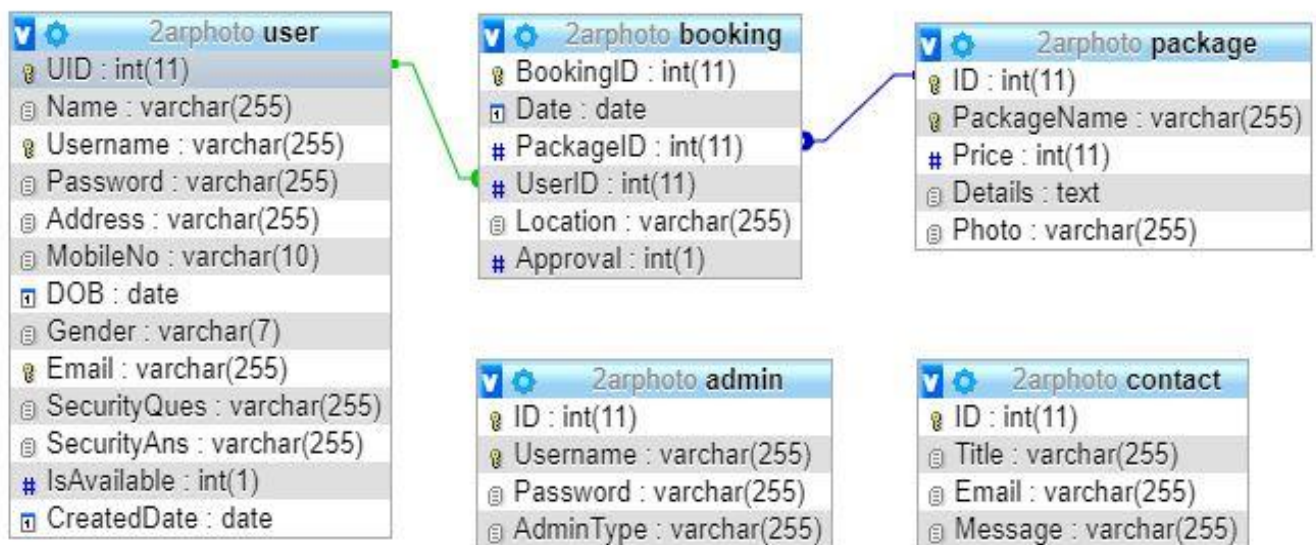 2arphoto user
UID : int(11)
Name : varchar(255)
Username : varchar(255)
Password : varchar(255)
Address : varchar(255)
MobileNo : varchar(10)
DOB : date
Gender : varchar(7)
Email : varchar(255)
SecurityQues : varchar(255)
SecurityAns : varchar(255)
IsAvailable : int(1)
CreatedDate : date
2arphoto booking
BookingID : int(11)
Date : date
PackageID : int(11)
UserID : int(11)
Location : varchar(255)
Approval : int(1)
2arphoto package
ID : int(11)
PackageName : varchar(255)
Price : int(11)
Details : text
Photo : varchar(255)
2arphoto admin
ID : int(11)
Username : varchar(255)
Password : varchar(255)
AdminType : varchar(255)
2arphoto contact
ID : int(11)
Title : varchar(255)
Email : varchar(255)
Message : varchar(255)